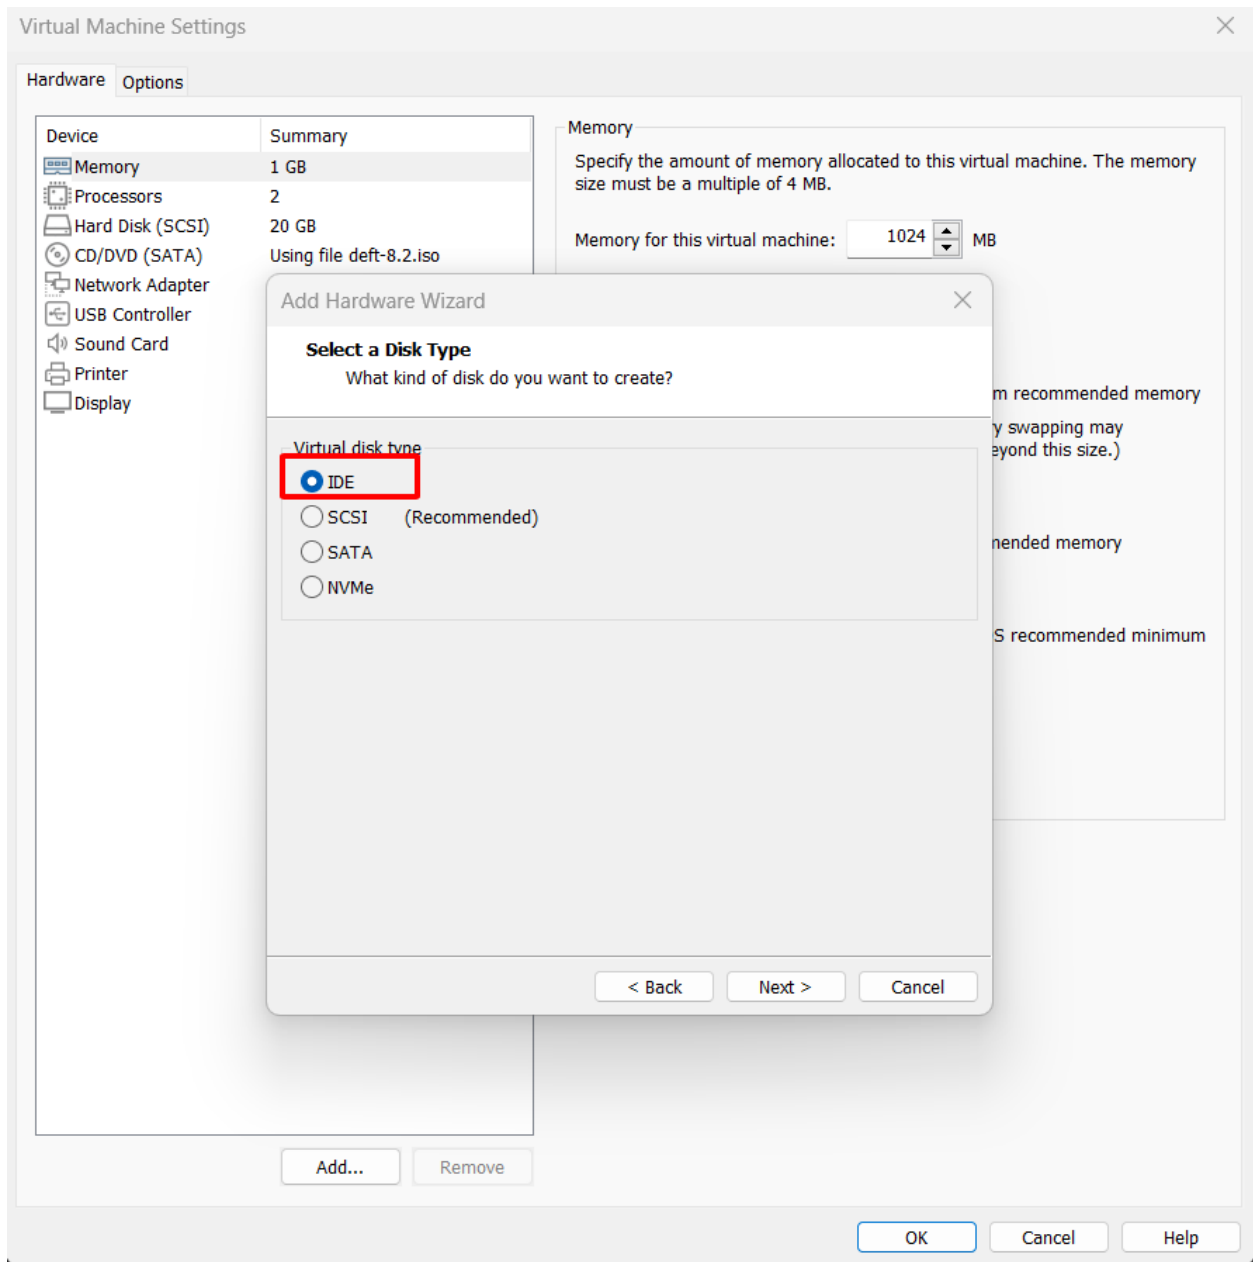 Virtual Machine Settings
Hardware Options
Device Summary
Memory 1 GB
Processors 2
Hard Disk (SCSI) 20 GB
CD/DVD (SATA) Using file deft-8.2.iso
Network Adapter
USB Controller
Sound Card
Printer
Display
Memory
Specify the amount of memory allocated to this virtual machine. The memory
size must be a multiple of 4 MB.
Memory for this virtual machine: 1024 MB
Add Hardware Wizard
Select a Disk Type
What kind of disk do you want to create?
Virtual disk type
IDE
SCSI (Recommended)
SATA
NVMe
< Back Next > Cancel
m recommended memory
y swapping may
eyond this size.)
mended memory
S recommended minimum
Add... Remove
OK Cancel Help